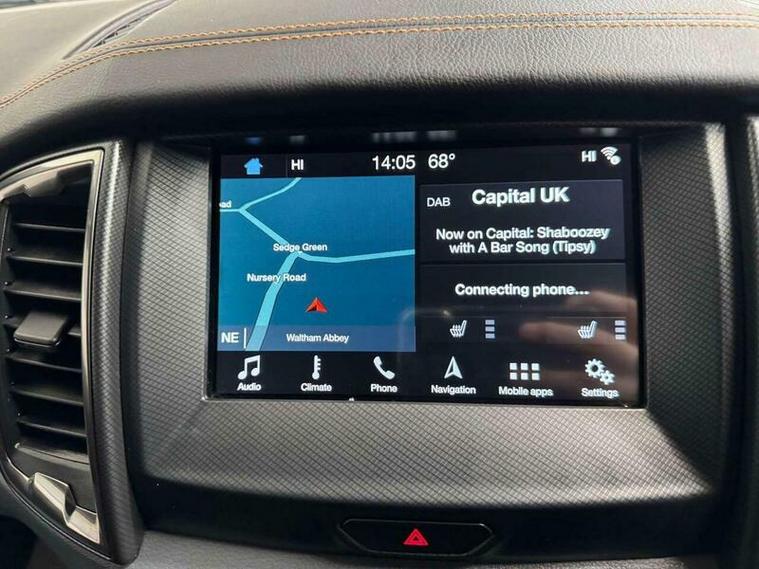 HI 14:05 68° HI
ad
Sedge Green
Nursery Road
NE
Waltham Abbey
DAB Capital UK
Now on Capital: Shaboozey
with A Bar Song (Tipsy)
Connecting phone...
Audio Climate Phone Navigation Mobile apps Settings